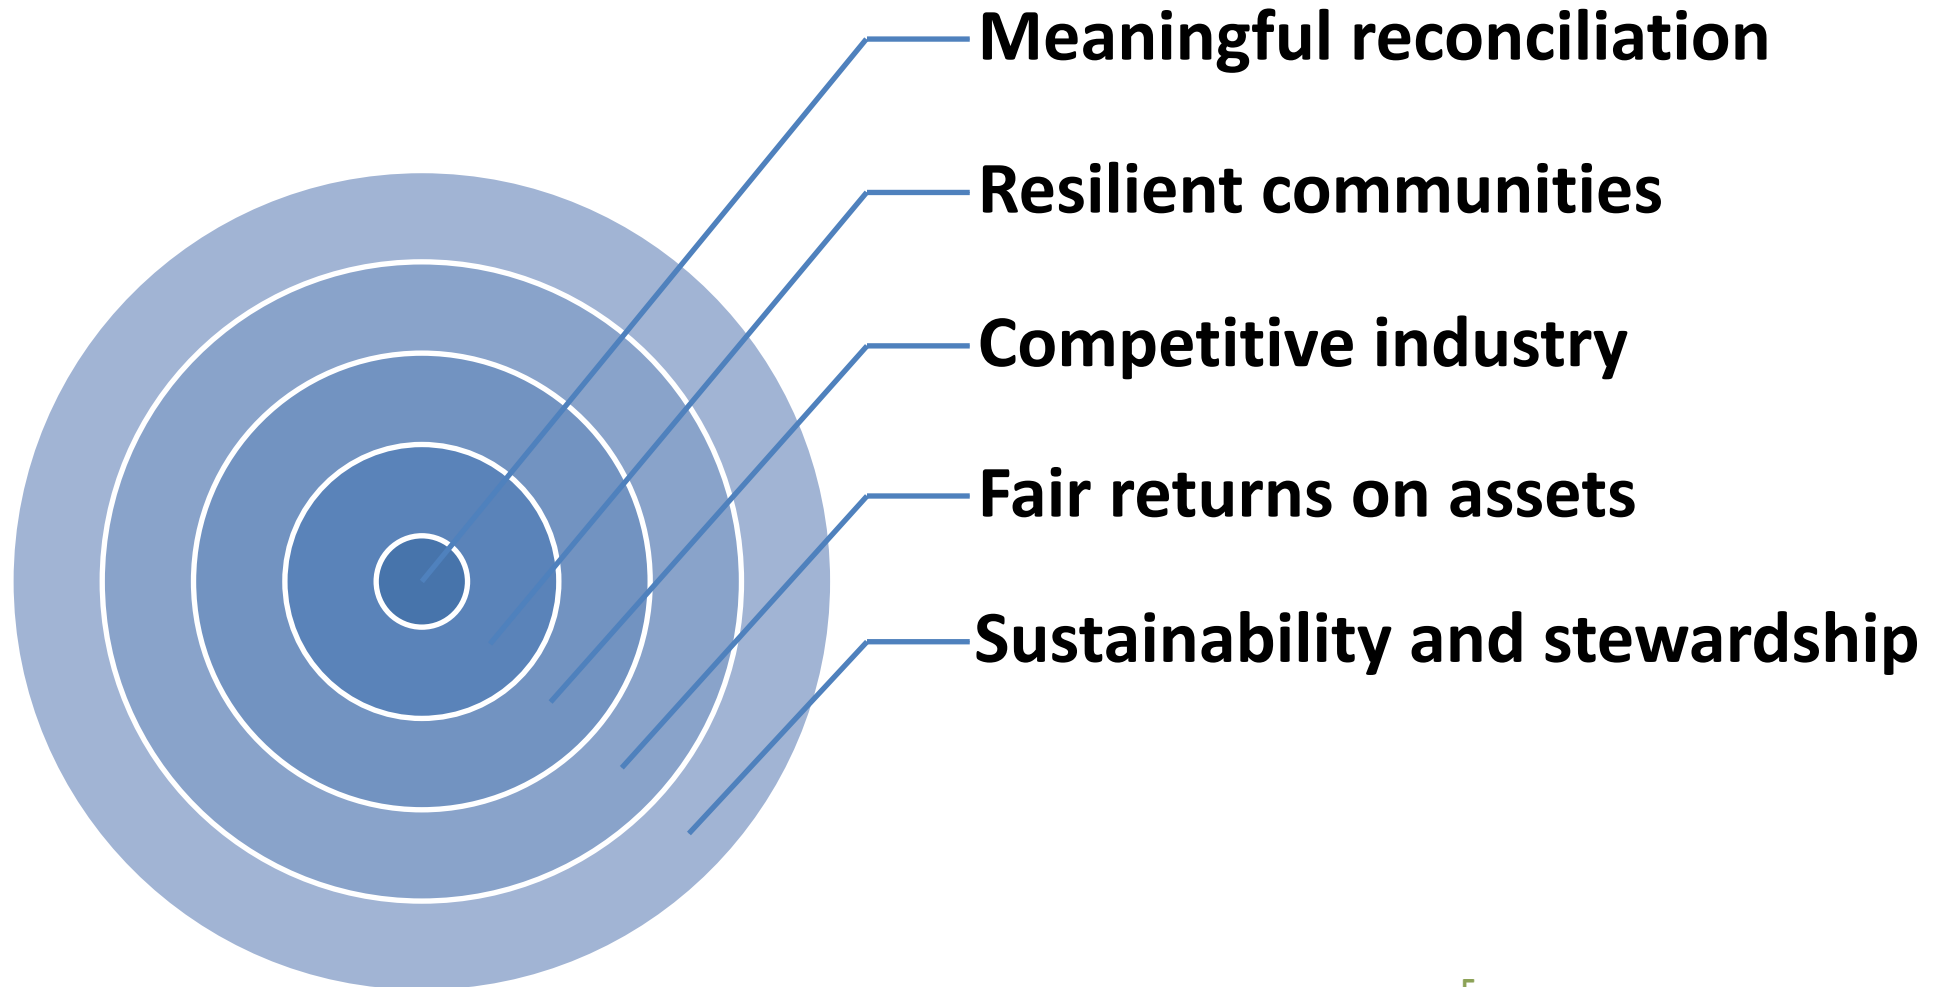 Meaningful reconciliation
Resilient communities
Competitive industry
Fair returns on assets
Sustainability and stewardship